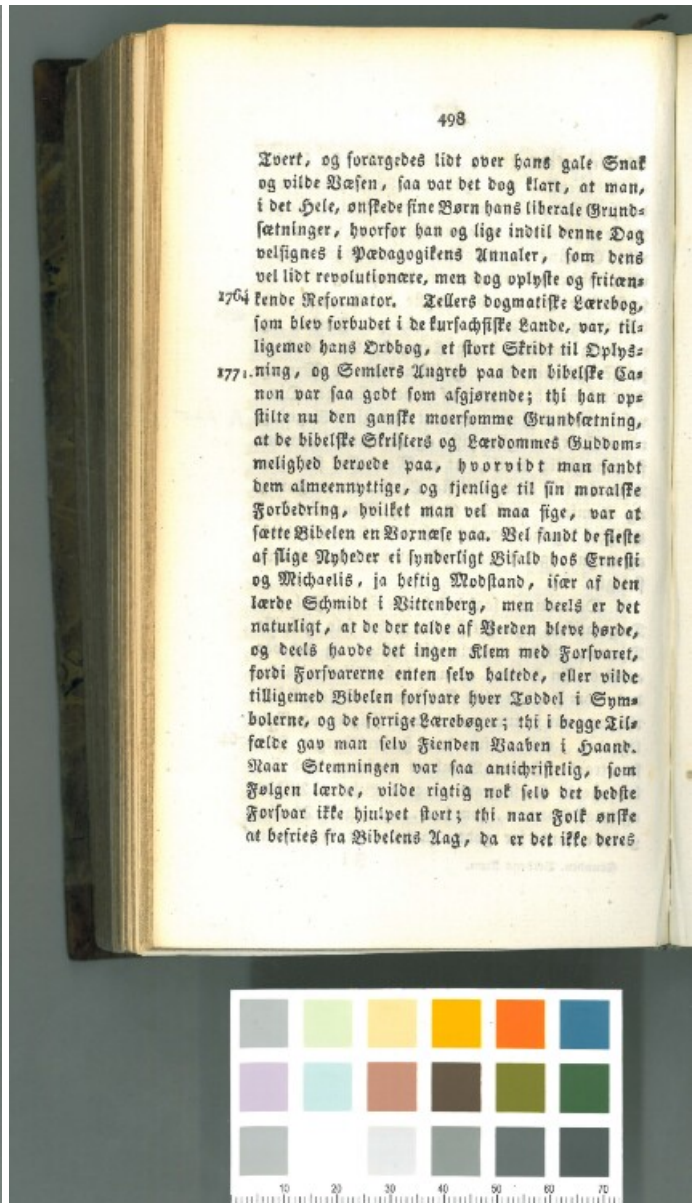 498
Tvert, og forargedes lidt over hans gale Snak
og vilde Væsen, saa var det dog klart, at man,
i det Hele, ønskede sine Børn hans liberale Grund-
sætninger, hvorfor han og lige indtil denne Dag
velsignes i Pædagogikens Annaler, som dens
vel lidt revolutionære, men dog oplyste og fritæn-
1764 kende Reformator. Tellers dogmatiske Lærebog,
som blev forbudet i de kursachsiske Lande, var, til-
ligemed hans Ordbog, et stort Skridt til Oplys-
1771. ning, og Semlers Angreb paa den bibelske Ca-
non var saa godt som afgjørende; thi han op-
stilte nu den ganske moersomme Grundsætning,
at de bibelske Skrifters og Lærdommes Guddom-
melighed beroede paa, hvorvidt man fandt
dem almeennyttige, og tjenlige til sin moralske
Forbedring, hvilket man vel maa sige, var at
sætte Bibelen en Voxnæse paa. Vel fandt de fleste
af slige Nyheder ei synderligt Bifald hos Ernesti
og Michaelis, ja heftig Modstand, især af den
lærde Schmidt i Vittenberg, men deels er det
naturligt, at de der talde af Verden bleve hørde,
og deels havde det ingen Klem med Forsvaret,
fordi Forsvarerne enten selv haltede, eller vilde
tilligemed Bibelen forsvare hver Tøddel i Sym-
bolerne, og de forrige Lærebøger; thi i begge Til-
fælde gav man selv Fienden Vaaben i Haand.
Naar Stemningen var saa antichristelig, som
Følgen lærde, vilde rigtig nok selv det bedste
Forsvar ikke hjulpet stort; thi naar Folk ønske
at befries fra Bibelens Aag, da er det ikke deres
10 20 30 40 50 60 70